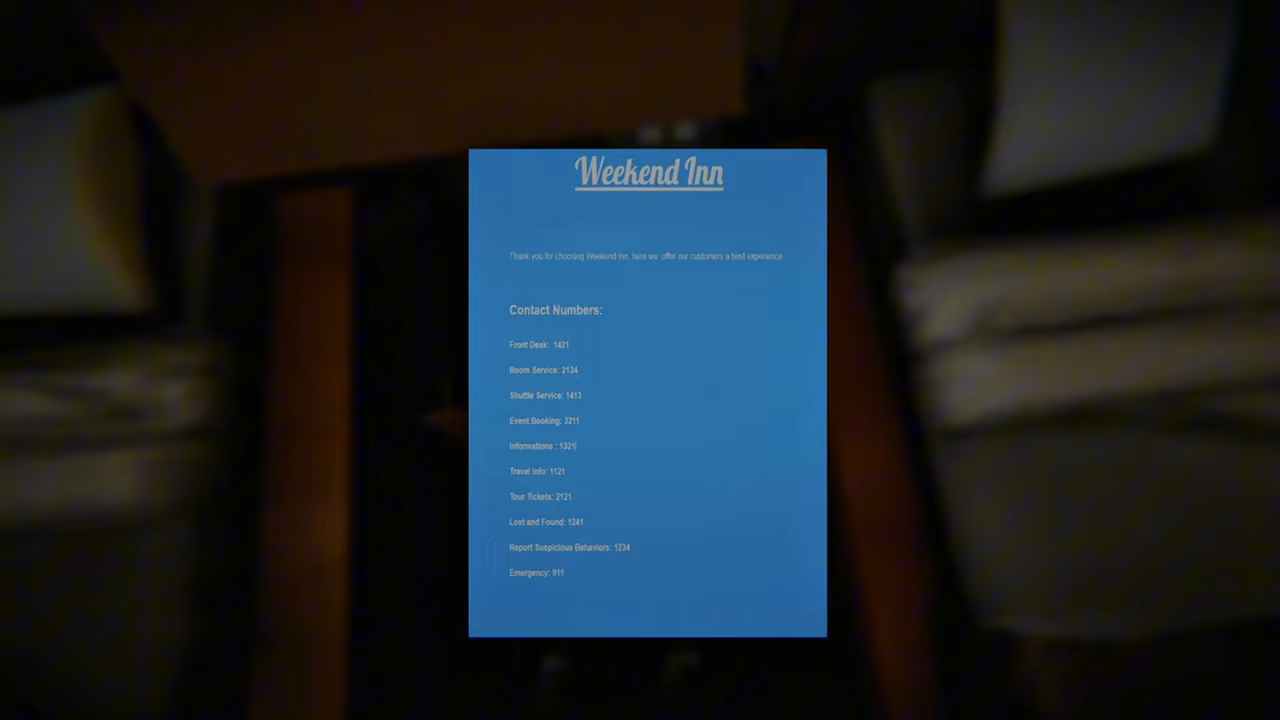 Weekend Inn
Thank you for choosing Weekend Inn, here we offer our customers a best experience
Contact Numbers:
Front Desk: 1421
Room Service: 2134
Shuttle Service: 1413
Event Booking: 3211
Informations : 1321
Travel Info: 1121
Tour Tickets: 2121
Lost and Found: 1241
Report Suspicious Behaviors: 1234
Emergency: 911